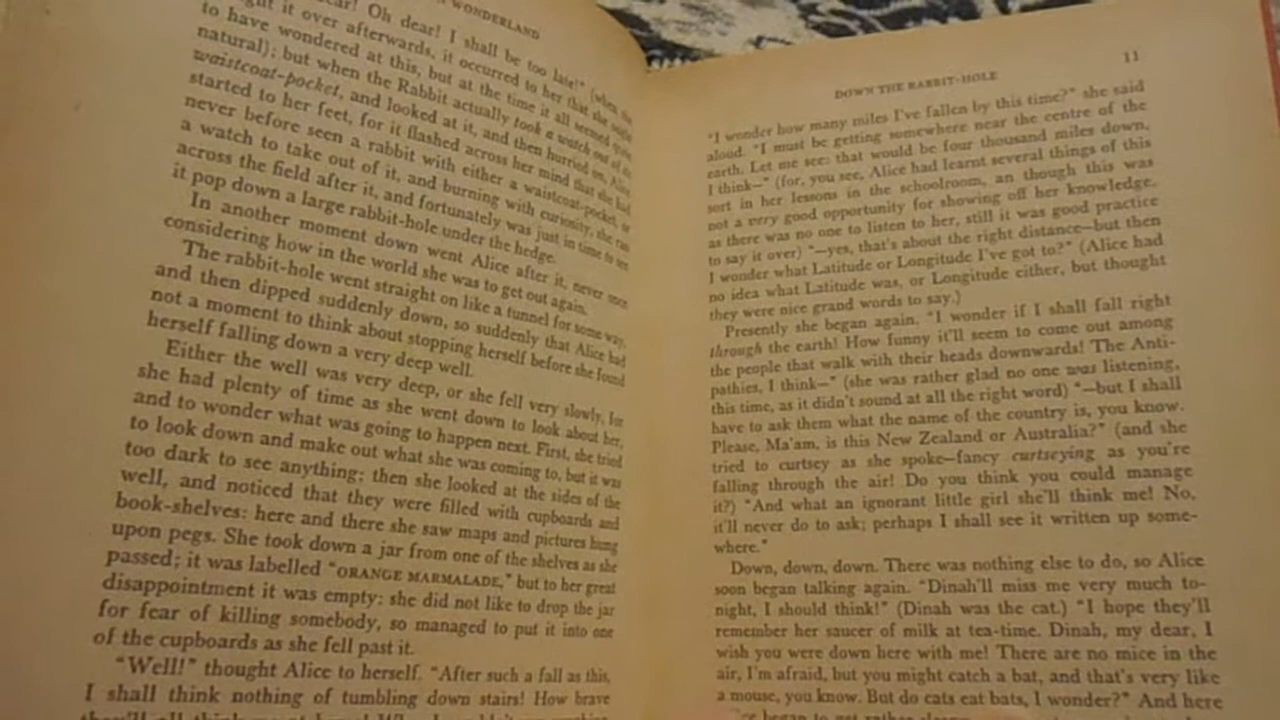 WONDERLAND
Oh dear! I shall be too late!" (when she
it over afterwards, it occurred to her that she ought
to have wondered at this, but at the time it all seemed quite
natural); but when the Rabbit actually took a watch out of its
waistcoat-pocket, and looked at it, and then hurried on, Alice
started to her feet, for it flashed across her mind that she had
never before seen a rabbit with either a waistcoat-pocket, or
a watch to take out of it, and burning with curiosity, she ran
across the field after it, and fortunately was just in time to see
it pop down a large rabbit-hole under the hedge.
In another moment down went Alice after it, never once
considering how in the world she was to get out again.
The rabbit-hole went straight on like a tunnel for some way,
and then dipped suddenly down, so suddenly that Alice had
not a moment to think about stopping herself before she found
herself falling down a very deep well.
Either the well was very deep, or she fell very slowly, for
she had plenty of time as she went down to look about her,
and to wonder what was going to happen next. First, she tried
to look down and make out what she was coming to, but it was
too dark to see anything; then she looked at the sides of the
well, and noticed that they were filled with cupboards and
book-shelves: here and there she saw maps and pictures hung
upon pegs. She took down a jar from one of the shelves as she
passed; it was labelled "ORANGE MARMALADE," but to her great
disappointment it was empty: she did not like to drop the jar
for fear of killing somebody, so managed to put it into one
of the cupboards as she fell past it.
"Well!" thought Alice to herself. "After such a fall as this,
I shall think nothing of tumbling down stairs! How brave
they'll all think
DOWN THE RABBIT-HOLE 11
"I wonder how many miles I've fallen by this time?" she said
aloud. "I must be getting somewhere near the centre of the
earth. Let me see: that would be four thousand miles down,
I think—" (for, you see, Alice had learnt several things of this
sort in her lessons in the schoolroom, an though this was
not a very good opportunity for showing off her knowledge,
as there was no one to listen to her, still it was good practice
to say it over) "—yes, that's about the right distance—but then
I wonder what Latitude or Longitude I've got to?" (Alice had
no idea what Latitude was, or Longitude either, but thought
they were nice grand words to say.)
Presently she began again. "I wonder if I shall fall right
through the earth! How funny it'll seem to come out among
the people that walk with their heads downwards! The Anti-
pathies, I think—" (she was rather glad no one was listening,
this time, as it didn't sound at all the right word) "—but I shall
have to ask them what the name of the country is, you know.
Please, Ma'am, is this New Zealand or Australia?" (and she
tried to curtsey as she spoke—fancy curtseying as you're
falling through the air! Do you think you could manage
it?) "And what an ignorant little girl she'll think me! No,
it'll never do to ask; perhaps I shall see it written up some-
where."
Down, down, down. There was nothing else to do, so Alice
soon began talking again. "Dinah'll miss me very much to-
night, I should think!" (Dinah was the cat.) "I hope they'll
remember her saucer of milk at tea-time. Dinah, my dear, I
wish you were down here with me! There are no mice in the
air, I'm afraid, but you might catch a bat, and that's very like
a mouse, you know. But do cats eat bats, I wonder?" And here
began to get rather